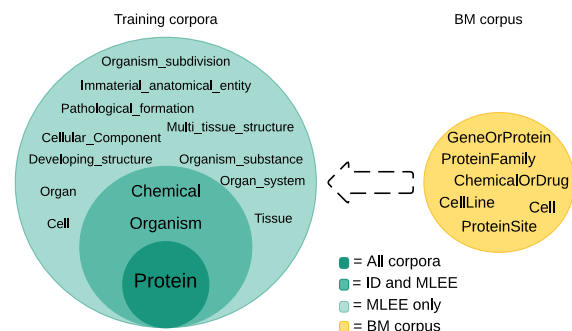 Training corpora
BM corpus
Organism_subdivision
Immaterial_anatomical_entity
Pathological_formation
Multi_tissue_structure
Cellular_Component
Developing_structure
Organism_substance
Organ_system
Organ
Chemical
Cell
Organism
Tissue
Protein
GeneOrProtein
ProteinFamily
ChemicalOrDrug
CellLine
Cell
ProteinSite
= All corpora
= ID and MLEE
= MLEE only
= BM corpus